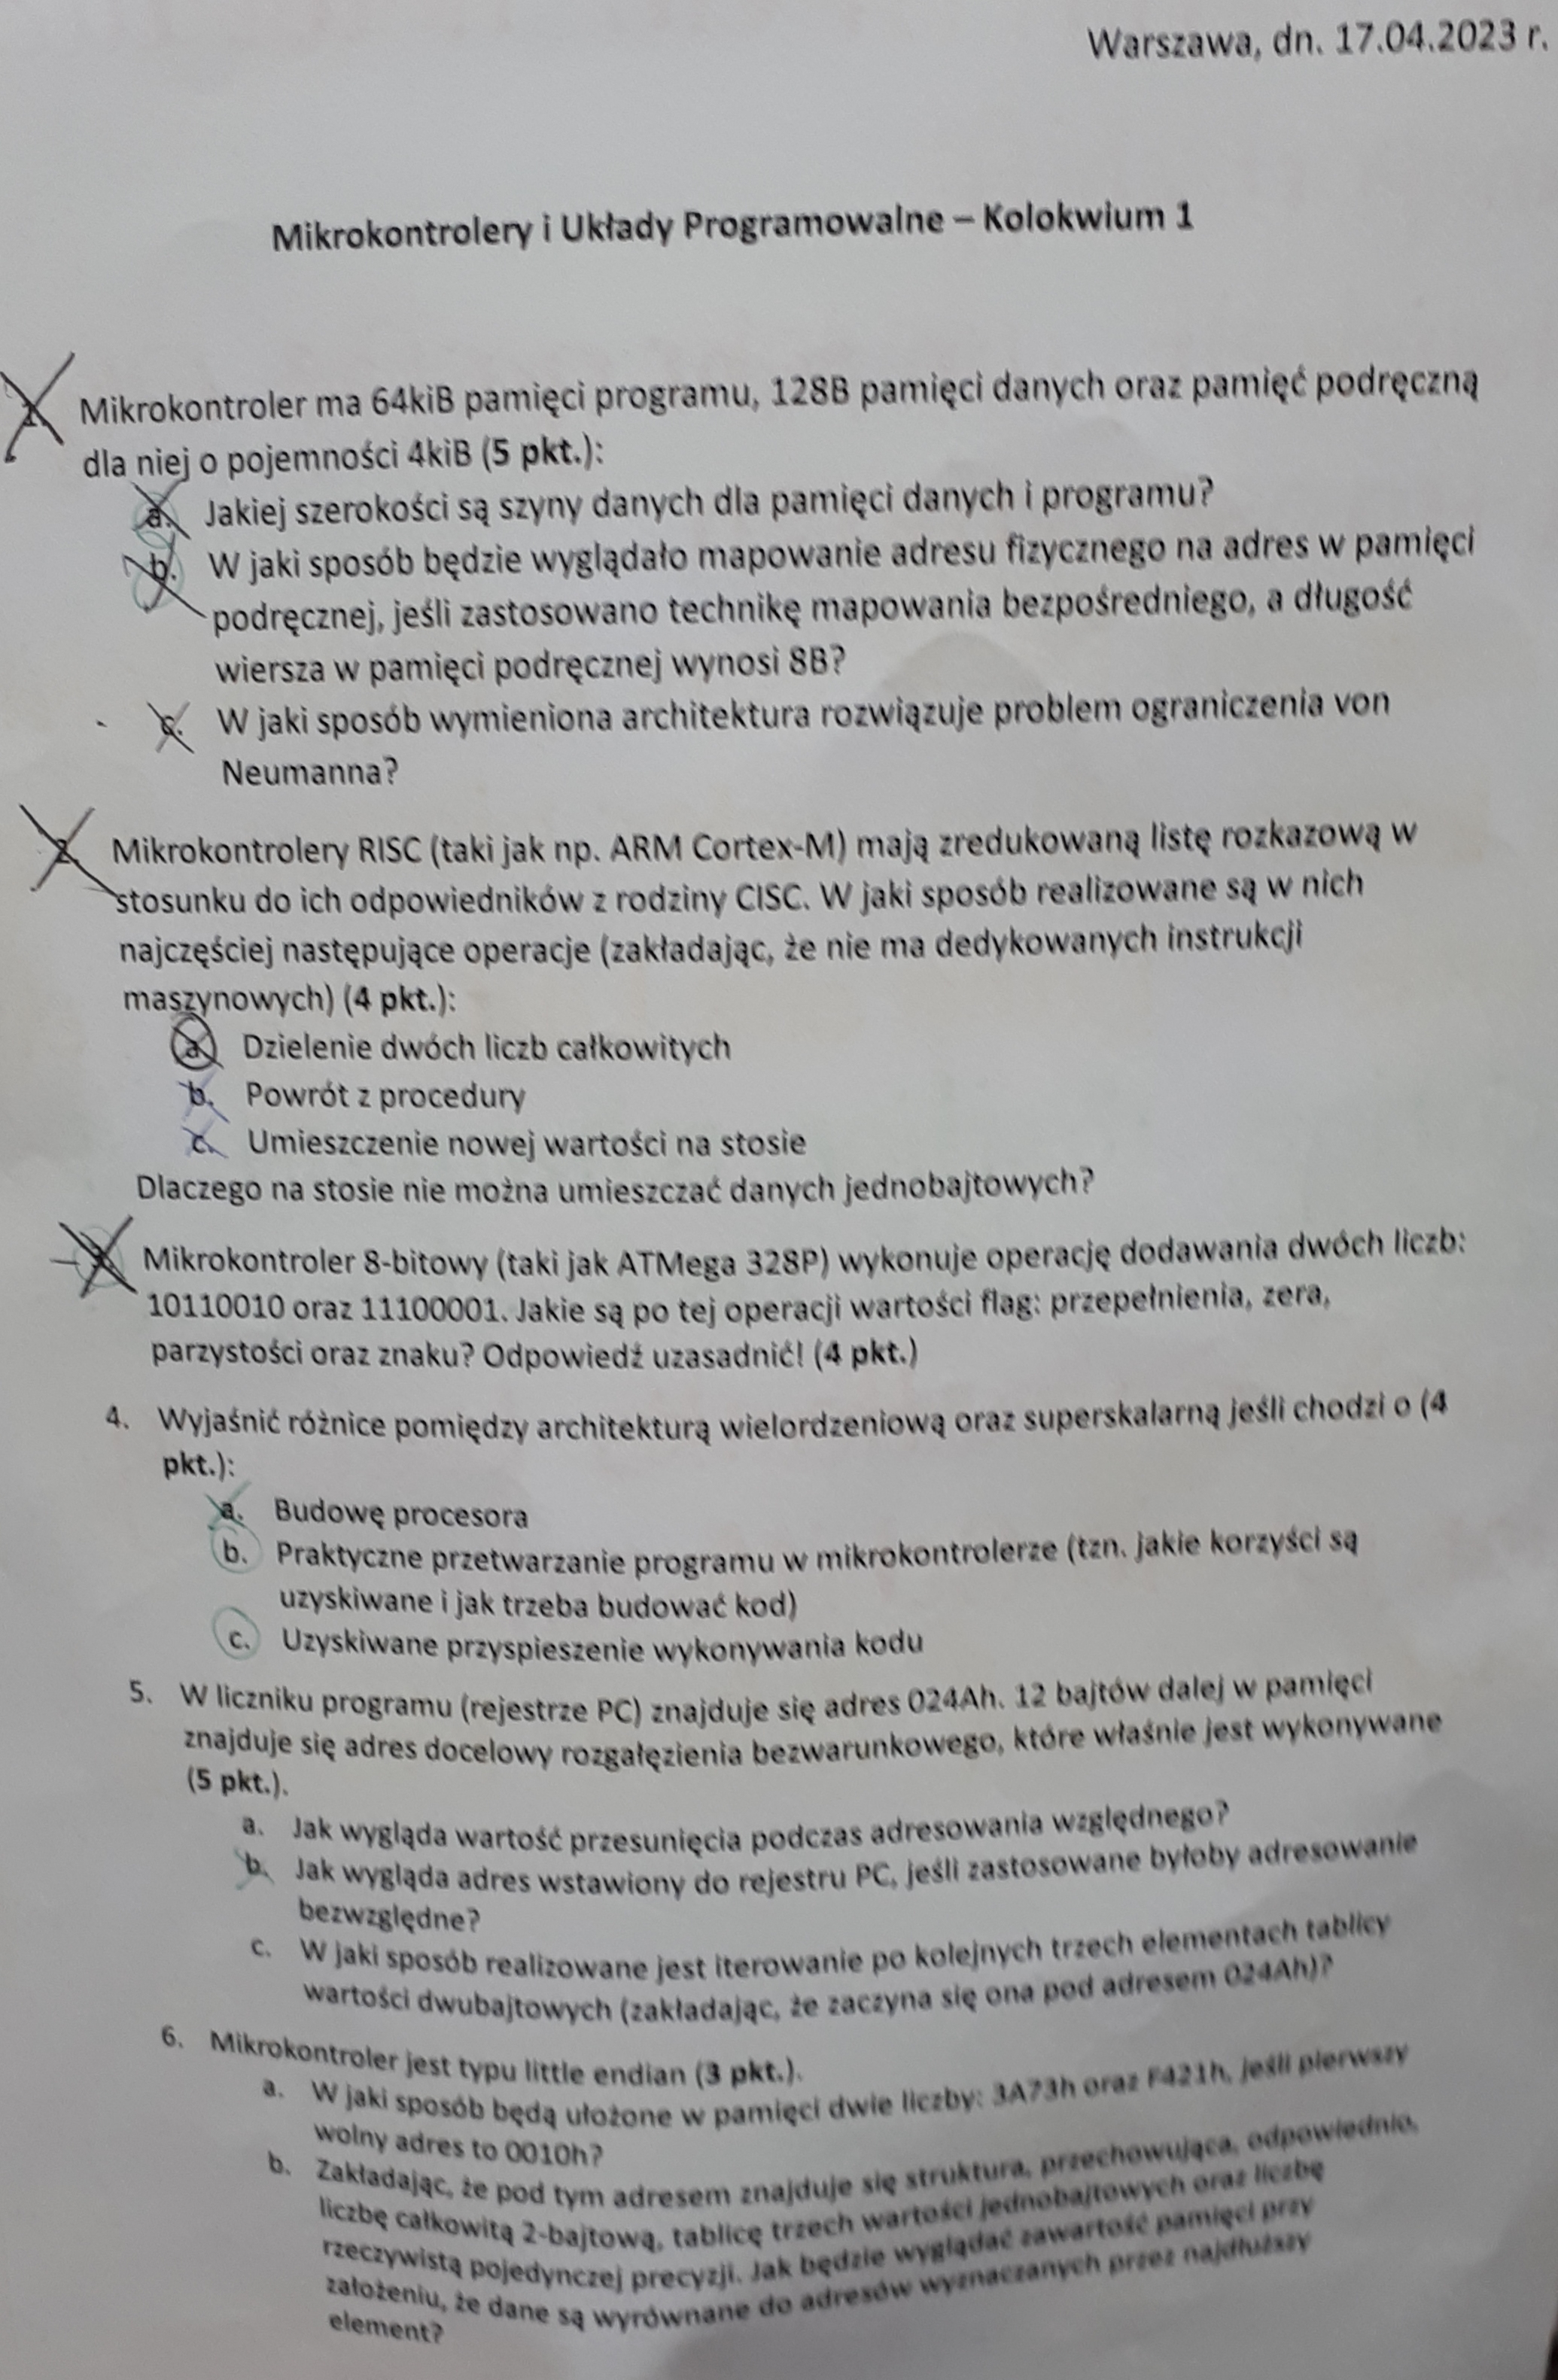 Warszawa, dn. 17.04.2023 r.
Mikrokontrolery i Układy Programowalne – Kolokwium 1
1. Mikrokontroler ma 64kiB pamięci programu, 128B pamięci danych oraz pamięć podręczną
dla niej o pojemności 4kiB (5 pkt.):
a. Jakiej szerokości są szyny danych dla pamięci danych i programu?
b. W jaki sposób będzie wyglądało mapowanie adresu fizycznego na adres w pamięci
podręcznej, jeśli zastosowano technikę mapowania bezpośredniego, a długość
wiersza w pamięci podręcznej wynosi 8B?
c. W jaki sposób wymieniona architektura rozwiązuje problem ograniczenia von
Neumanna?
2. Mikrokontrolery RISC (taki jak np. ARM Cortex-M) mają zredukowaną listę rozkazową w
stosunku do ich odpowiedników z rodziny CISC. W jaki sposób realizowane są w nich
najczęściej następujące operacje (zakładając, że nie ma dedykowanych instrukcji
maszynowych) (4 pkt.):
a. Dzielenie dwóch liczb całkowitych
b. Powrót z procedury
c. Umieszczenie nowej wartości na stosie
Dlaczego na stosie nie można umieszczać danych jednobajtowych?
3. Mikrokontroler 8-bitowy (taki jak ATMega 328P) wykonuje operację dodawania dwóch liczb:
10110010 oraz 11100001. Jakie są po tej operacji wartości flag: przepełnienia, zera,
parzystości oraz znaku? Odpowiedź uzasadnić! (4 pkt.)
4. Wyjaśnić różnice pomiędzy architekturą wielordzeniową oraz superskalarną jeśli chodzi o (4
pkt.):
a. Budowę procesora
b. Praktyczne przetwarzanie programu w mikrokontrolerze (tzn. jakie korzyści są
uzyskiwane i jak trzeba budować kod)
c. Uzyskiwane przyspieszenie wykonywania kodu
5. W liczniku programu (rejestrze PC) znajduje się adres 024Ah. 12 bajtów dalej w pamięci
znajduje się adres docelowy rozgałęzienia bezwarunkowego, które właśnie jest wykonywane
(5 pkt.).
a. Jak wygląda wartość przesunięcia podczas adresowania względnego?
b. Jak wygląda adres wstawiony do rejestru PC, jeśli zastosowane byłoby adresowanie
bezwzględne?
c. W jaki sposób realizowane jest iterowanie po kolejnych trzech elementach tablicy
wartości dwubajtowych (zakładając, że zaczyna się ona pod adresem 024Ah)?
6. Mikrokontroler jest typu little endian (3 pkt.).
a. W jaki sposób będą ułożone w pamięci dwie liczby: 3A73h oraz F421h, jeśli pierwszy
wolny adres to 0010h?
b. Zakładając, że pod tym adresem znajduje się struktura, przechowująca, odpowiednio,
liczbę całkowitą 2-bajtową, tablicę trzech wartości jednobajtowych oraz liczbę
rzeczywistą pojedynczej precyzji. Jak będzie wyglądać zawartość pamięci przy
założeniu, że dane są wyrównane do adresów wyznaczanych przez najdłuższy
element?